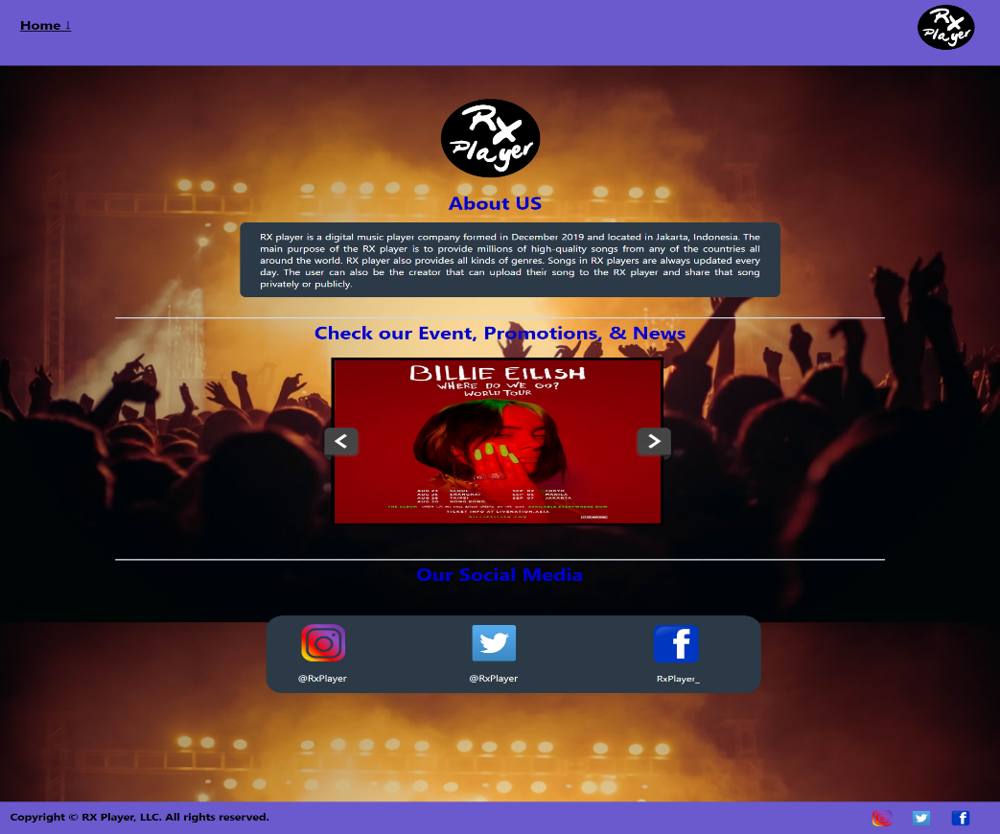 Home ↓
RX
Player
RX
Player
About US
RX player is a digital music player company formed in December 2019 and located in Jakarta, Indonesia. The
main purpose of the RX player is to provide millions of high-quality songs from any of the countries all
around the world. RX player also provides all kinds of genres. Songs in RX players are always updated every
day. The user can also be the creator that can upload their song to the RX player and share that song
privately or publicly.
Check our Event, Promotions, & News
BILLIE EILISH
WHERE DO WE GO?
WORLD TOUR
< >
AUG 23 SEOUL SEP 02 TOKYO
AUG 26 SHANGHAI SEP 05 MANILA
AUG 28 TAIPEI SEP 07 JAKARTA
AUG 30 HONG KONG
THE ALBUM AVAILABLE EVERYWHERE NOW
TICKET INFO AT LIVENATION.ASIA
Our Social Media
@RxPlayer @RxPlayer RxPlayer_
Copyright © RX Player, LLC. All rights reserved.